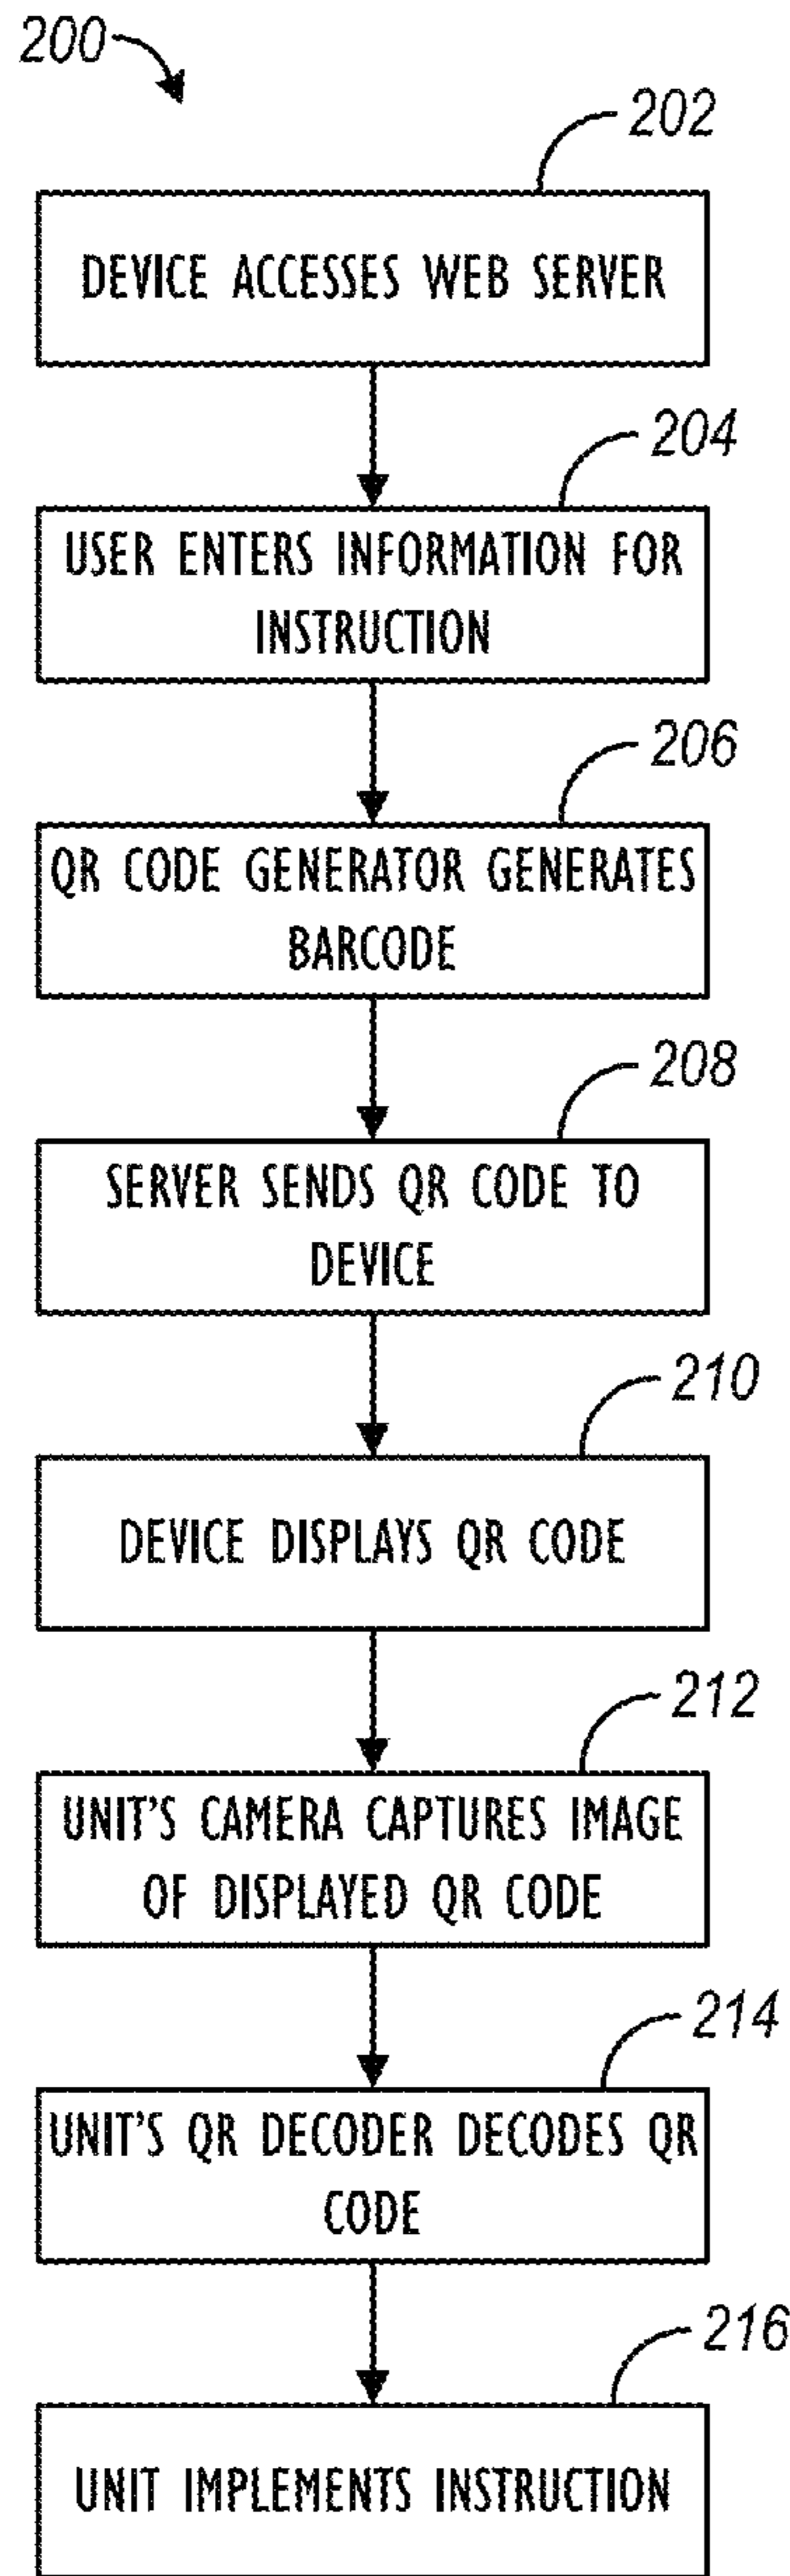 200
202
DEVICE ACCESSES WEB SERVER
204
USER ENTERS INFORMATION FOR
INSTRUCTION
206
QR CODE GENERATOR GENERATES
BARCODE
208
SERVER SENDS QR CODE TO
DEVICE
210
DEVICE DISPLAYS QR CODE
212
UNIT'S CAMERA CAPTURES IMAGE
OF DISPLAYED QR CODE
214
UNIT'S QR DECODER DECODES QR
CODE
216
UNIT IMPLEMENTS INSTRUCTION